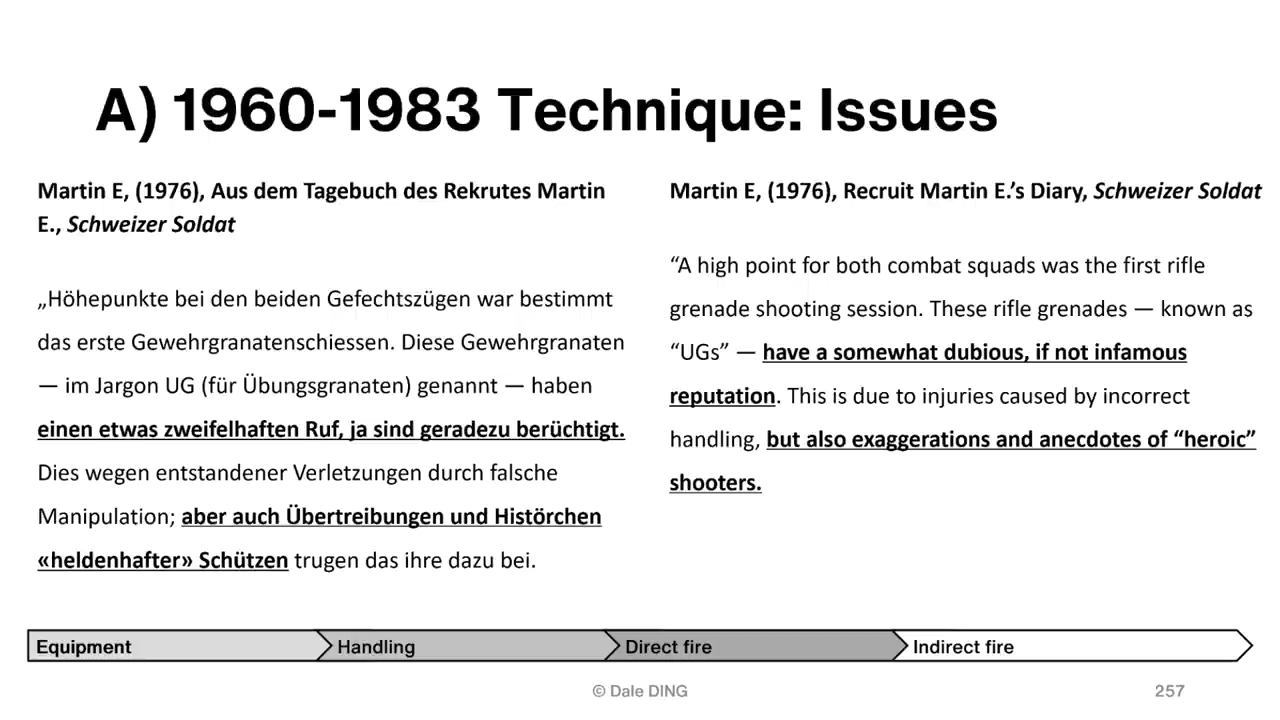 A) 1960-1983 Technique: Issues
Martin E, (1976), Aus dem Tagebuch des Rekrutes Martin
E., Schweizer Soldat
„Höhepunkte bei den beiden Gefechtszügen war bestimmt
das erste Gewehrgranatenschiessen. Diese Gewehrgranaten
— im Jargon UG (für Übungsgranaten) genannt — haben
einen etwas zweifelhaften Ruf, ja sind geradezu berüchtigt.
Dies wegen entstandener Verletzungen durch falsche
Manipulation; aber auch Übertreibungen und Histörchen
«heldenhafter» Schützen trugen das ihre dazu bei.
Martin E, (1976), Recruit Martin E.’s Diary, Schweizer Soldat
“A high point for both combat squads was the first rifle
grenade shooting session. These rifle grenades — known as
“UGs” — have a somewhat dubious, if not infamous
reputation. This is due to injuries caused by incorrect
handling, but also exaggerations and anecdotes of “heroic”
shooters.
Equipment
Handling
Direct fire
Indirect fire
© Dale DING
257